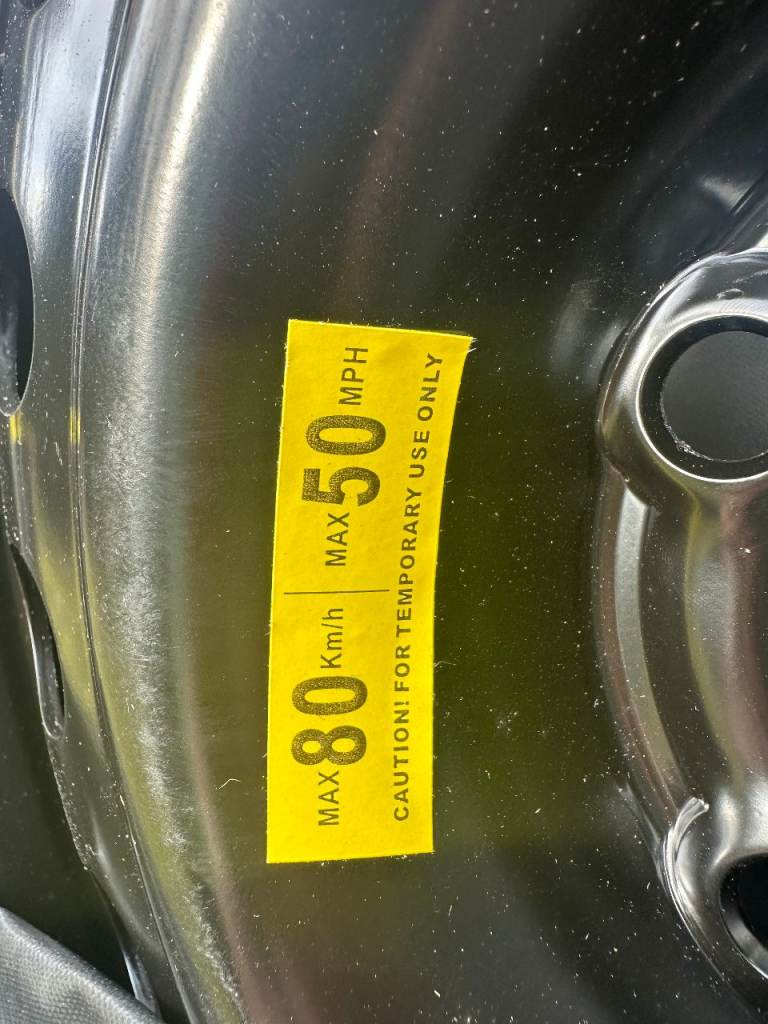 MAX 80 Km/h | MAX 50 MPH
CAUTION! FOR TEMPORARY USE ONLY